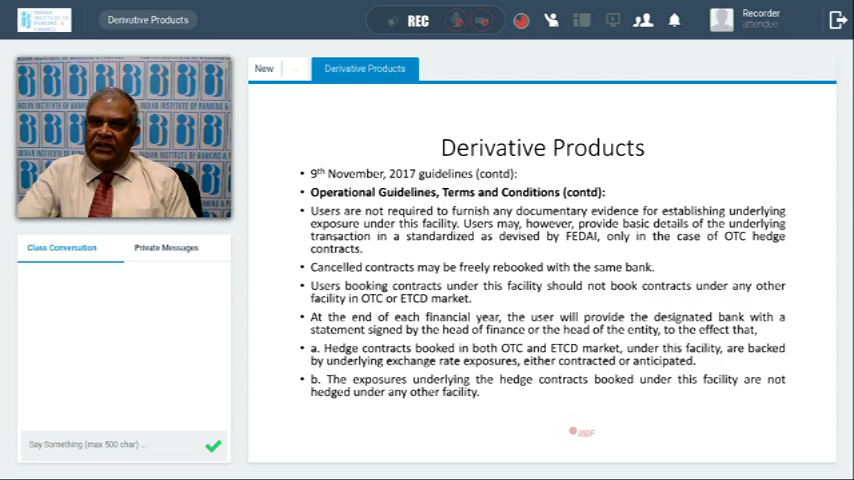 INDIAN
INSTITUTE OF
BANKING &
FINANCE
Derivative Products
REC
Recorder
attendee
New
Derivative Products
Derivative Products
• 9th November, 2017 guidelines (contd):
• Operational Guidelines, Terms and Conditions (contd):
• Users are not required to furnish any documentary evidence for establishing underlying
exposure under this facility. Users may, however, provide basic details of the underlying
transaction in a standardized as devised by FEDAI, only in the case of OTC hedge
contracts.
• Cancelled contracts may be freely rebooked with the same bank.
• Users booking contracts under this facility should not book contracts under any other
facility in OTC or ETCD market.
• At the end of each financial year, the user will provide the designated bank with a
statement signed by the head of finance or the head of the entity, to the effect that,
• a. Hedge contracts booked in both OTC and ETCD market, under this facility, are backed
by underlying exchange rate exposures, either contracted or anticipated.
• b. The exposures underlying the hedge contracts booked under this facility are not
hedged under any other facility.
IIBF
Class Conversation
Private Messages
Say Something (max 500 char) ...